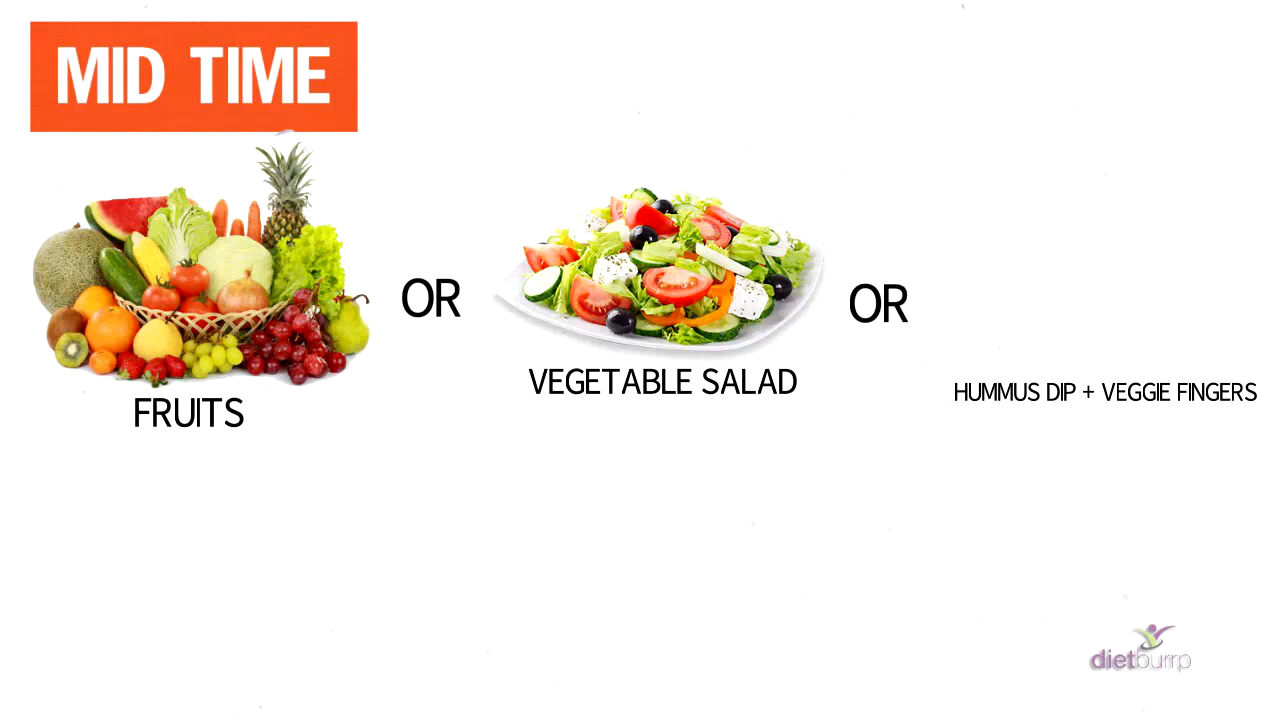 MID TIME
OR
OR
VEGETABLE SALAD
HUMMUS DIP + VEGGIE FINGERS
FRUITS
dietburrp